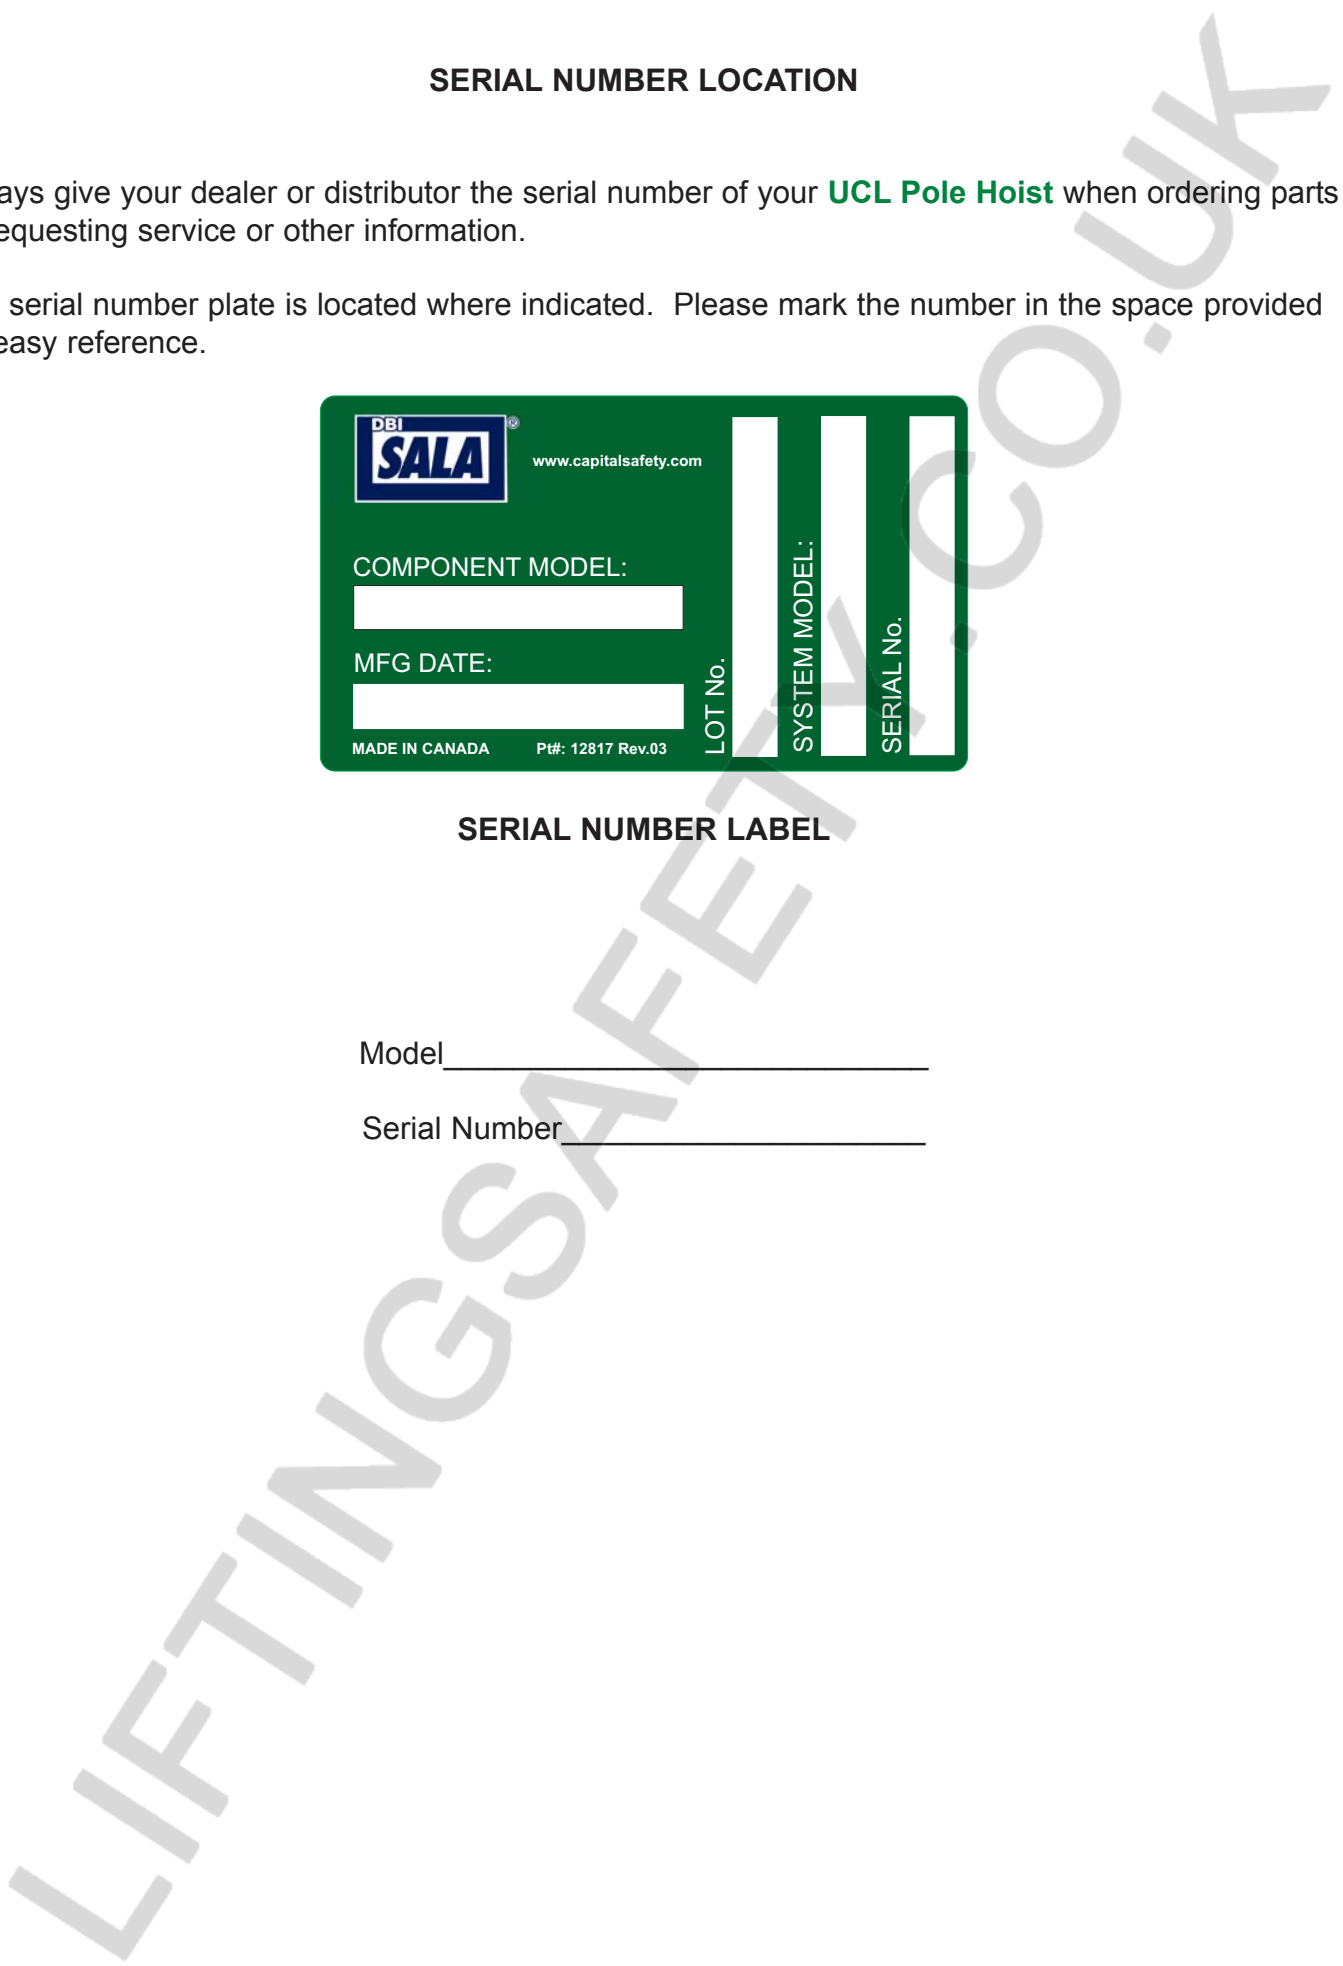 SERIAL NUMBER LOCATION
ays give your dealer or distributor the serial number of your UCL Pole Hoist when ordering parts
equesting service or other information.
serial number plate is located where indicated. Please mark the number in the space provided
easy reference.
DBI
SALA®
www.capitalsafety.com
COMPONENT MODEL:
MFG DATE:
MADE IN CANADA Pt#: 12817 Rev.03
LOT No.
SYSTEM MODEL:
SERIAL No.
SERIAL NUMBER LABEL
Model____________________________
Serial Number_____________________
LIFTINGSAFETY.CO.UK